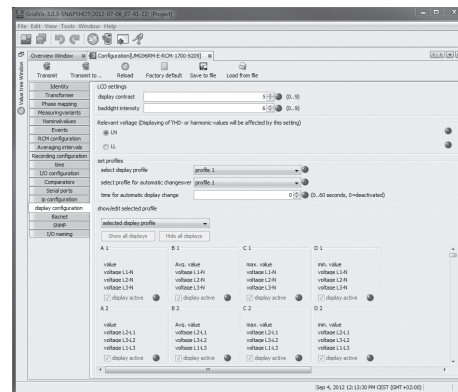 GridVis-3.0.3-SNAPSHOT(2012-07-06_07-41-22) [Project]
File Edit View Tools Window Help
Overview Window
Configuration[UMG96RM-E-RCM-1700-9209]
Value tree Window
Transmit
Transmit to ...
Reload
Factory default
Save to file
Load from file
Identity
Transformer
Phase mapping
Measuring-variants
Nominalvalues
Events
RCM configuration
Averaging intervals
Recording configuration
time
I/O configuration
Comparators
Serial ports
ip configuration
display configuration
Bacnet
SNMP
I/O naming
LCD settings
display contrast 5 (0..9)
backlight intensity 6 (0..9)
Relevant voltage (Displaying of THD- or harmonic-values will be affected by this setting)
LN
LL
set profiles
select display profile profile 1
select profile for automatic changeover profile 1
time for automatic display change 0 (0..60 seconds, 0=deactivated)
show/edit selected profile
selected display profile
Show all displays Hide all displays
A 1 B 1 C 1 D 1
value Avg. value max. value min. value
voltage L1-N voltage L1-N voltage L1-N voltage L1-N
voltage L2-N voltage L2-N voltage L2-N voltage L2-N
voltage L3-N voltage L3-N voltage L3-N voltage L3-N
display active display active display active display active
A 2 B 2 C 2 D 2
value Avg. value max. value min. value
voltage L2-L1 voltage L2-L1 voltage L2-L1 voltage L2-L1
voltage L3-L2 voltage L3-L2 voltage L3-L2 voltage L3-L2
voltage L1-L3 voltage L1-L3 voltage L1-L3 voltage L1-L3
display active display active display active display active
Sep 4, 2012 12:13:30 PM CEST (GMT+02:00)